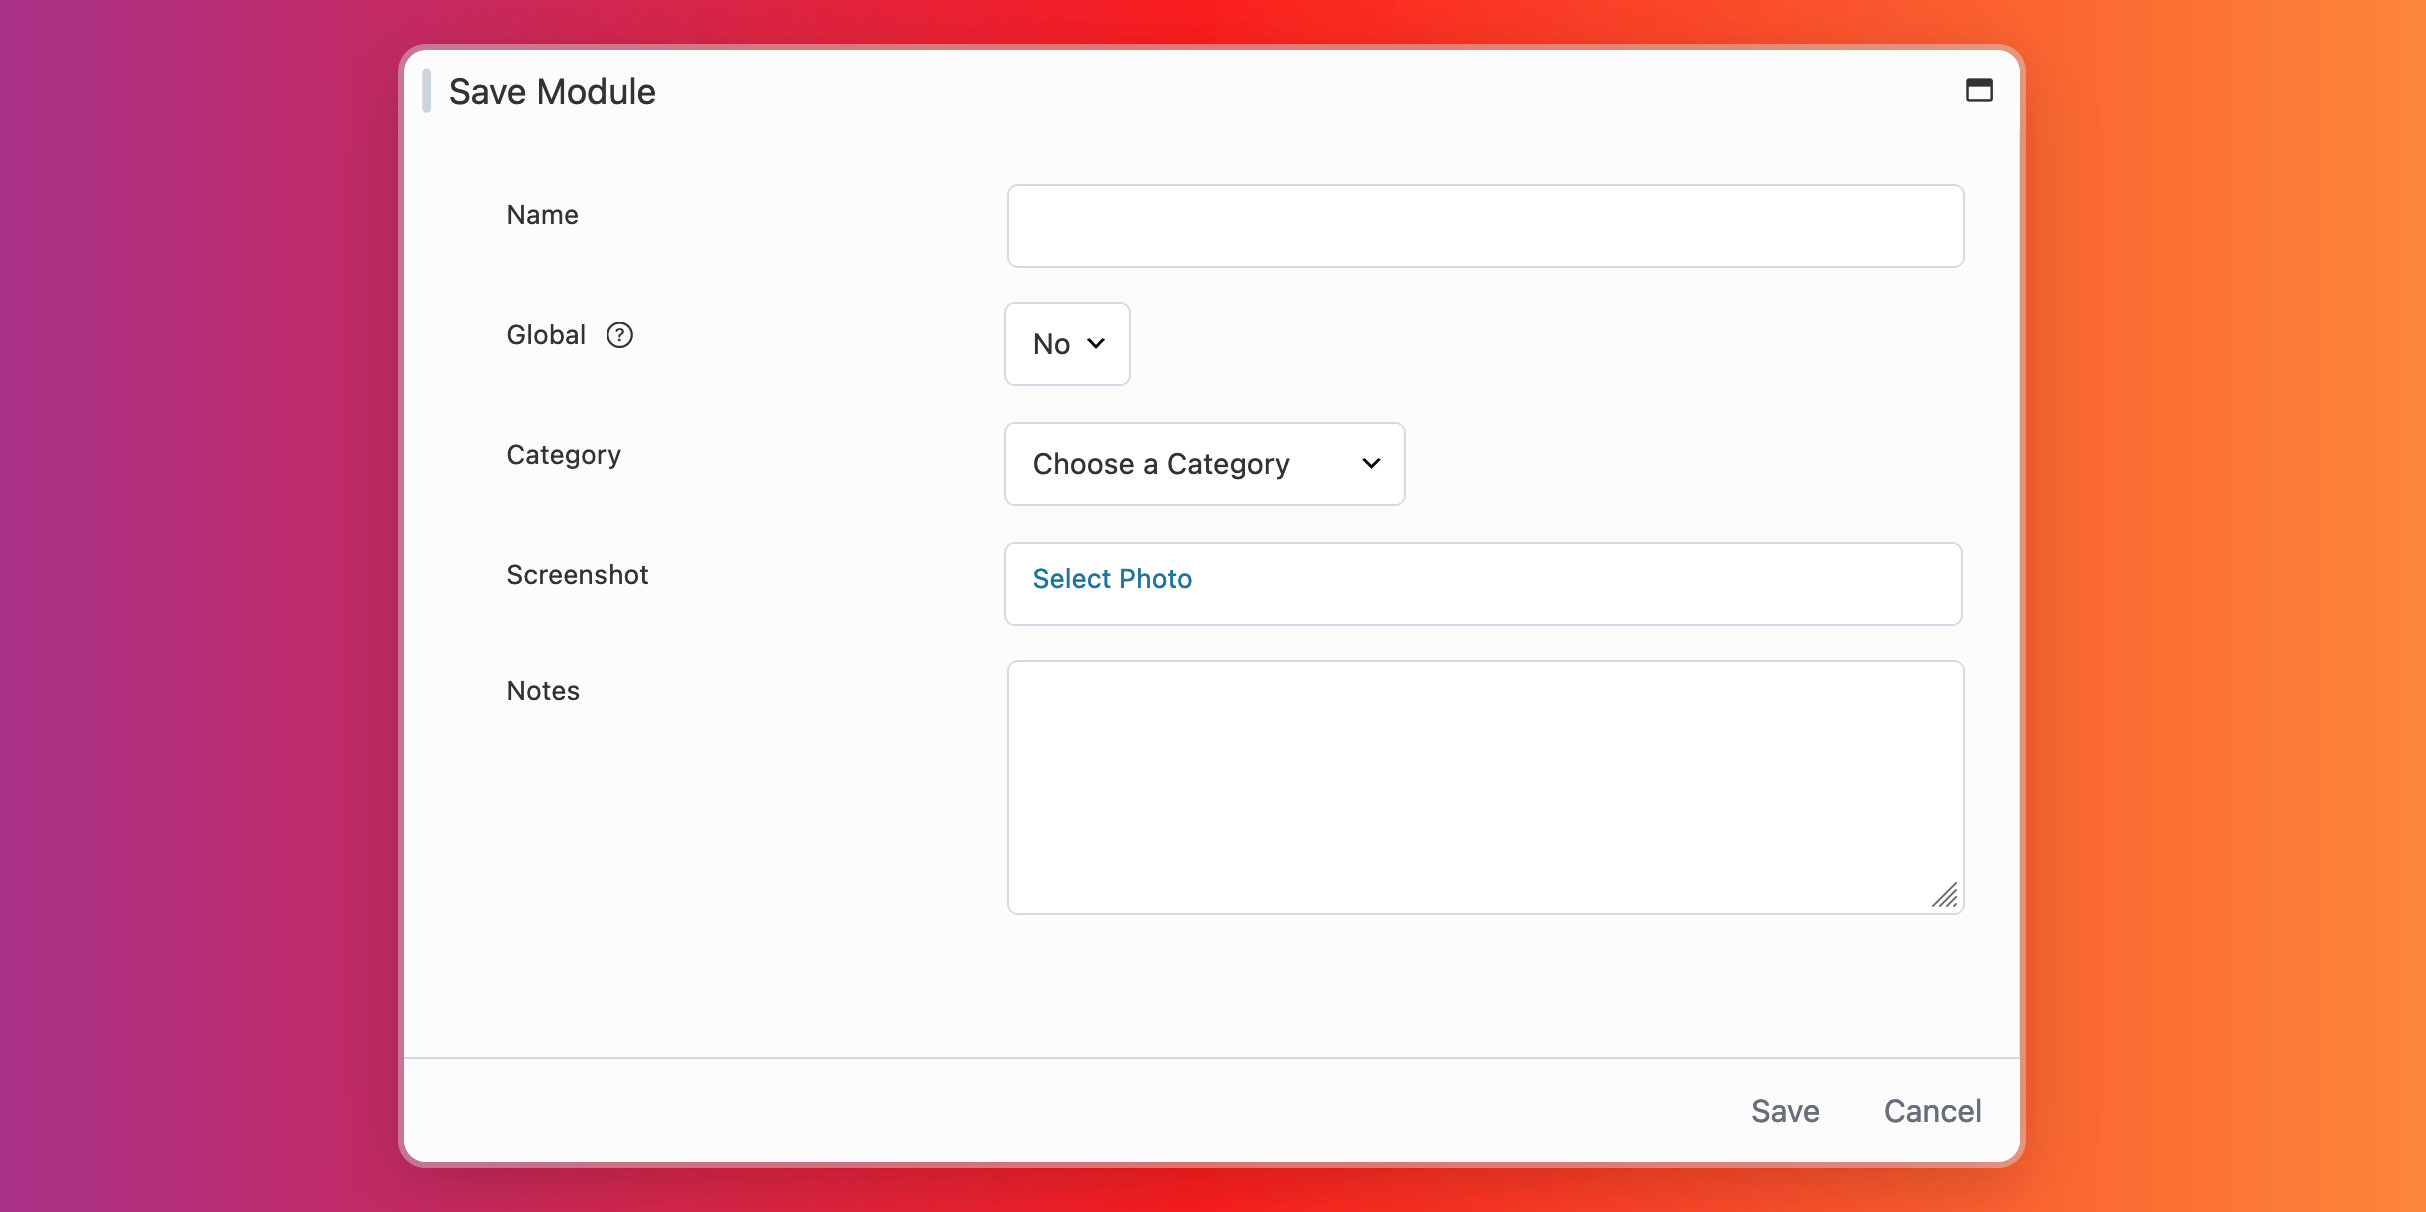 Save Module
Name
Global ?
No
Category
Choose a Category
Screenshot
Select Photo
Notes
Save Cancel